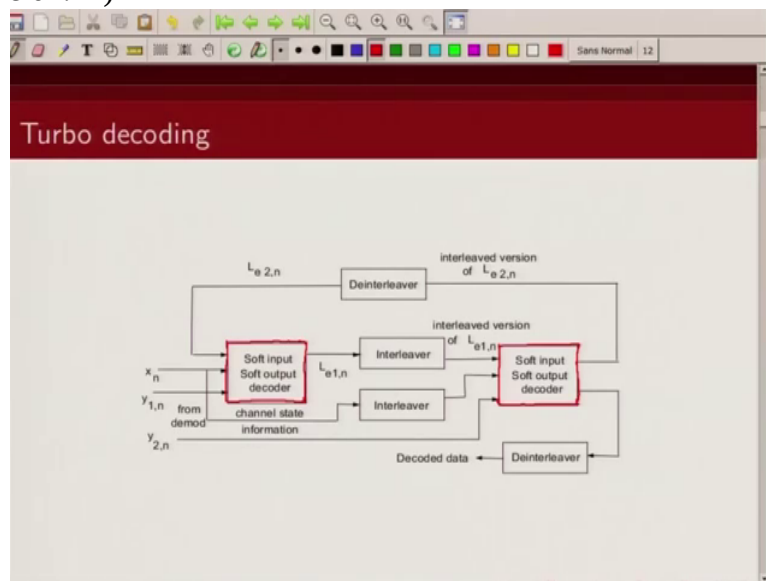 Sans Normal 12
Turbo decoding
L e 2,n
Deinterleaver
interleaved version
of L e 2,n
interleaved version
of L e1,n
Soft input
Soft output
decoder
L e1,n
Interleaver
Soft input
Soft output
decoder
x n
y 1,n
from
demod
channel state
information
Interleaver
y 2,n
Decoded data
Deinterleaver